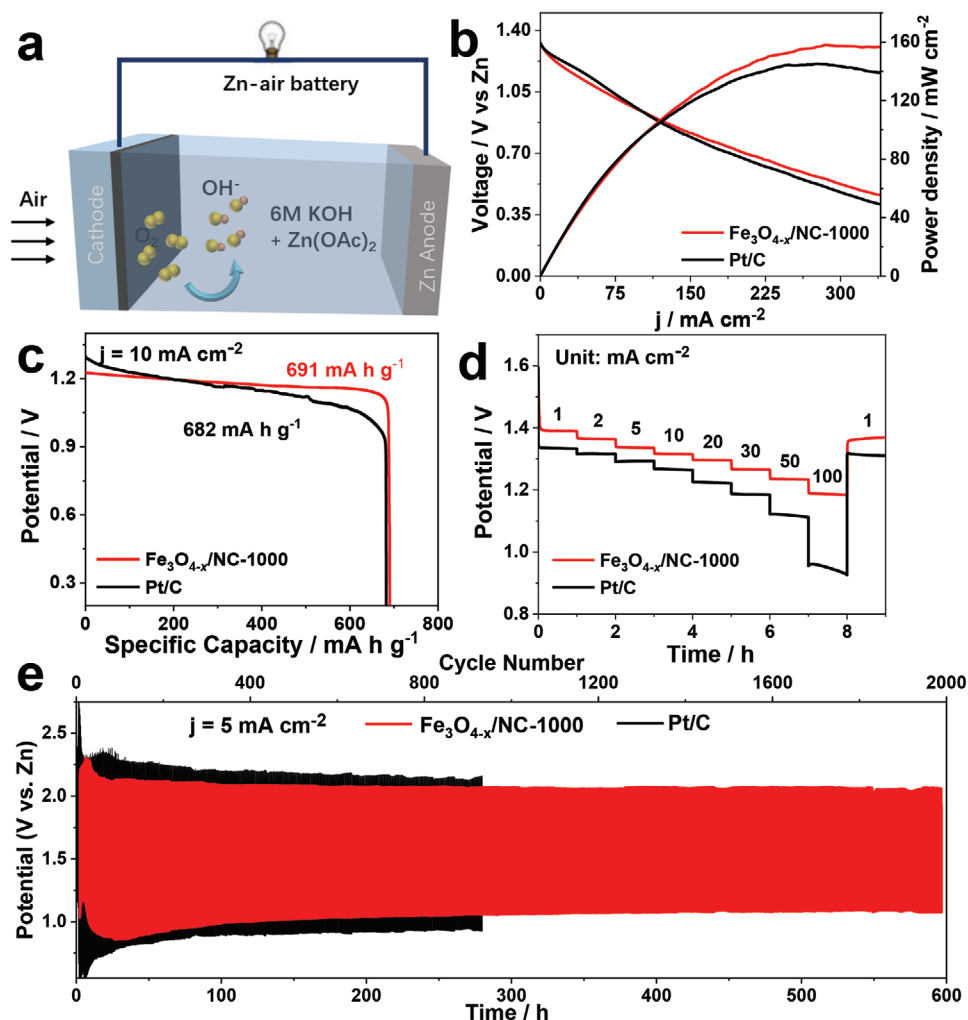 a
Zn-air battery
Air
Cathode
O₂
OH⁻
6M KOH
+ Zn(OAc)₂
Zn Anode
b
1.40
1.05
0.70
0.35
0.00
Voltage / V vs Zn
160
120
80
40
0
Power density / mW cm⁻²
Fe₃O₄₋ₓ/NC-1000
Pt/C
0 75 150 225 300
j / mA cm⁻²
c
j = 10 mA cm⁻²
691 mA h g⁻¹
682 mA h g⁻¹
1.2
0.9
0.6
0.3
Potential / V
Fe₃O₄₋ₓ/NC-1000
Pt/C
0 200 400 600 800
Specific Capacity / mA h g⁻¹
d
Unit: mA cm⁻²
1.6
1.4
1.2
1.0
0.8
Potential / V
1 2 5 10 20 30 50 100 1
Fe₃O₄₋ₓ/NC-1000
Pt/C
0 2 4 6 8
Time / h
e
Cycle Number
0 400 800 1200 1600 2000
j = 5 mA cm⁻² Fe₃O₄₋ₓ/NC-1000 Pt/C
2.5
2.0
1.5
1.0
Potential (V vs. Zn)
0 100 200 300 400 500 600
Time / h